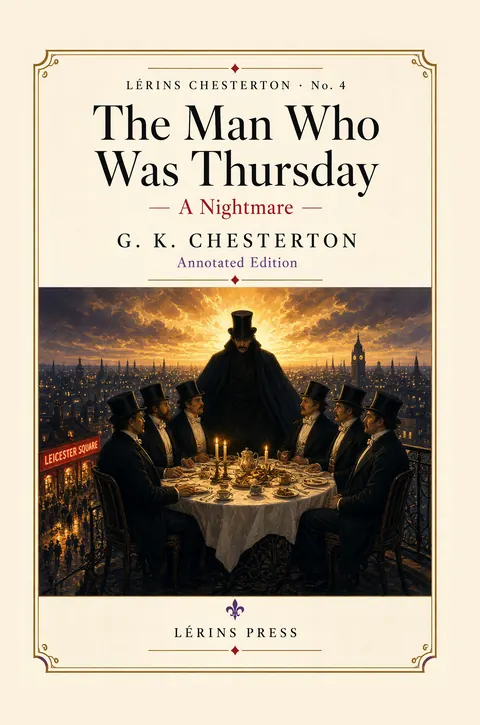 LÉRINS CHESTERTON · No. 4
The Man Who
Was Thursday
— A Nightmare —
G. K. CHESTERTON
Annotated Edition
LEICESTER SQUARE
LÉRINS PRESS